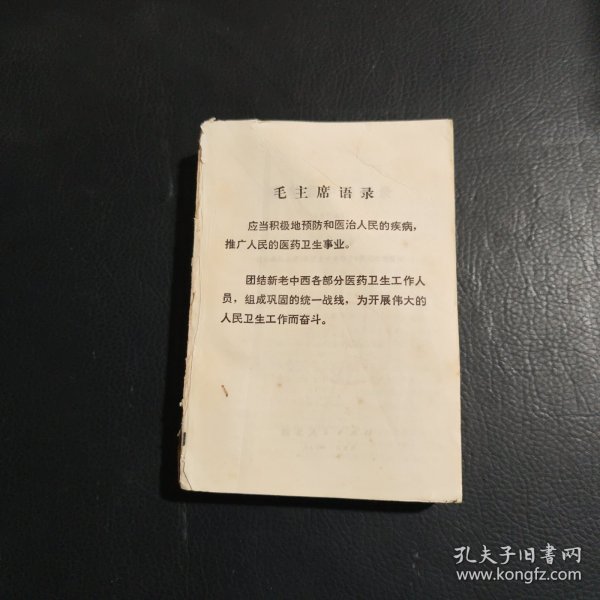 毛主席语录
应当积极地预防和医治人民的疾病，
推广人民的医药卫生事业。
团结新老中西各部分医药卫生工作人
员，组成巩固的统一战线，为开展伟大的
人民卫生工作而奋斗。
孔夫子旧书网
www.kongfz.com